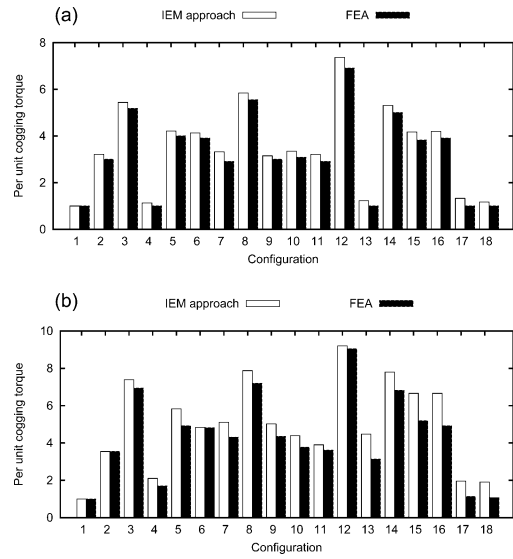 (a)
IEM approach FEA
Per unit cogging torque
8
6
4
2
0
1 2 3 4 5 6 7 8 9 10 11 12 13 14 15 16 17 18
Configuration
(b)
IEM approach FEA
Per unit cogging torque
10
8
6
4
2
0
1 2 3 4 5 6 7 8 9 10 11 12 13 14 15 16 17 18
Configuration